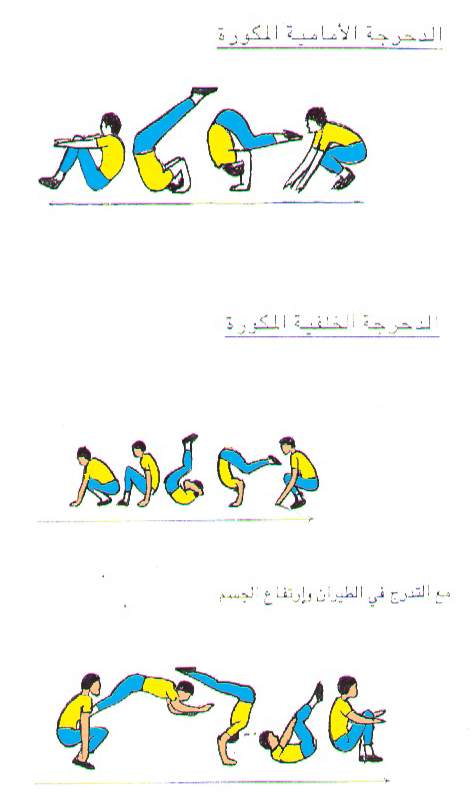 الدحرجة الأمامية المكورة
الدحرجة الخلفية المكورة
مع التدرج في الطيران وإرتفاع الجسم